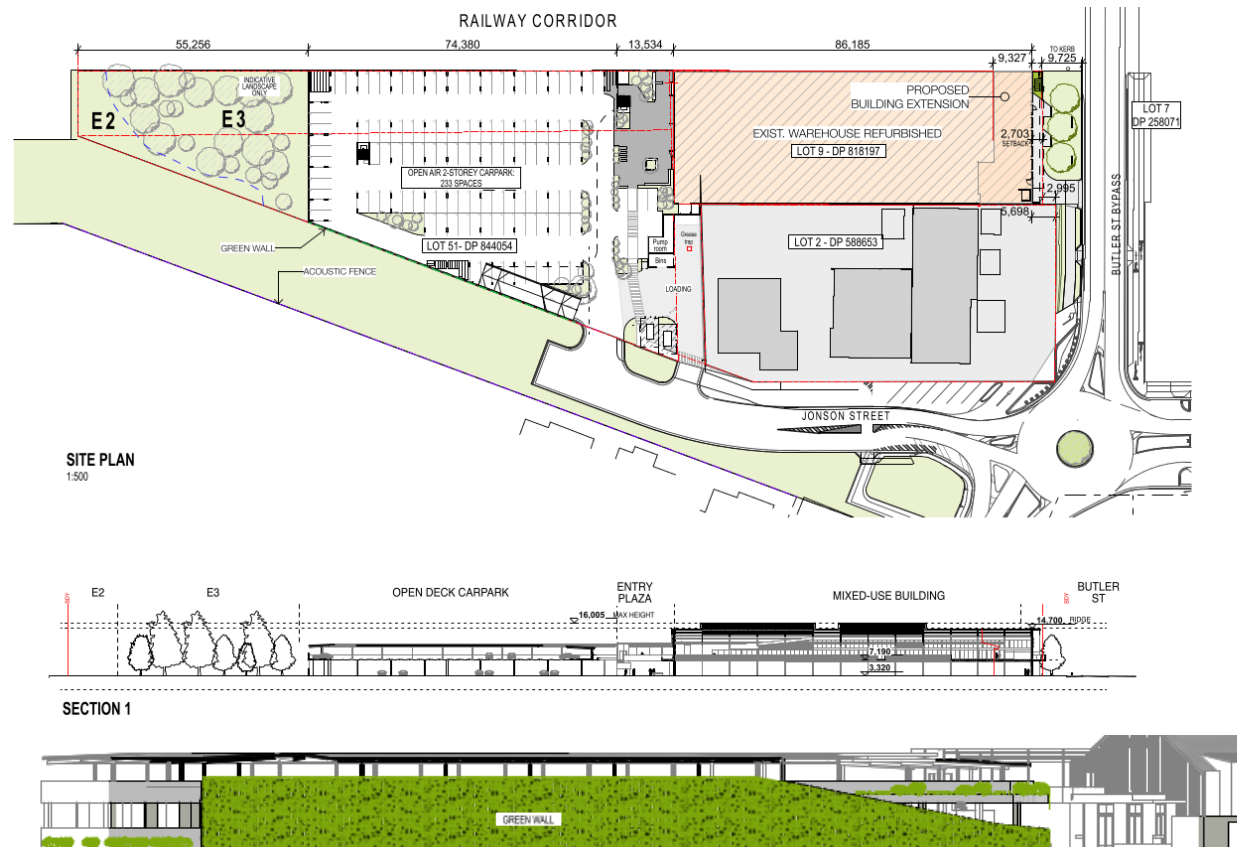 RAILWAY CORRIDOR
55,256
74,380
13,534
86,185
9,327
TO KERB
9.725
INDICATIVE
LANDSCAPE
ONLY
E2
E3
PROPOSED
BUILDING EXTENSION
EXIST. WAREHOUSE REFURBISHED
LOT 9 - DP 818197
2,703
SETBACK
LOT 7
DP 258071
OPEN AIR 2-STOREY CARPARK:
233 SPACES
2,995
5,698
GREEN WALL
LOT 51- DP 844054
Pump
room
Bins
Grease
trap
LOT 2 - DP 588653
BUTLER ST BYPASS
ACOUSTIC FENCE
LOADING
JONSON STREET
SITE PLAN
1:500
E2
E3
OPEN DECK CARPARK
ENTRY
PLAZA
MIXED-USE BUILDING
BUTLER
ST
BDY
BDY
16,005 MAX HEIGHT
14,700 RIDGE
7,190
3,320
SECTION 1
GREEN WALL